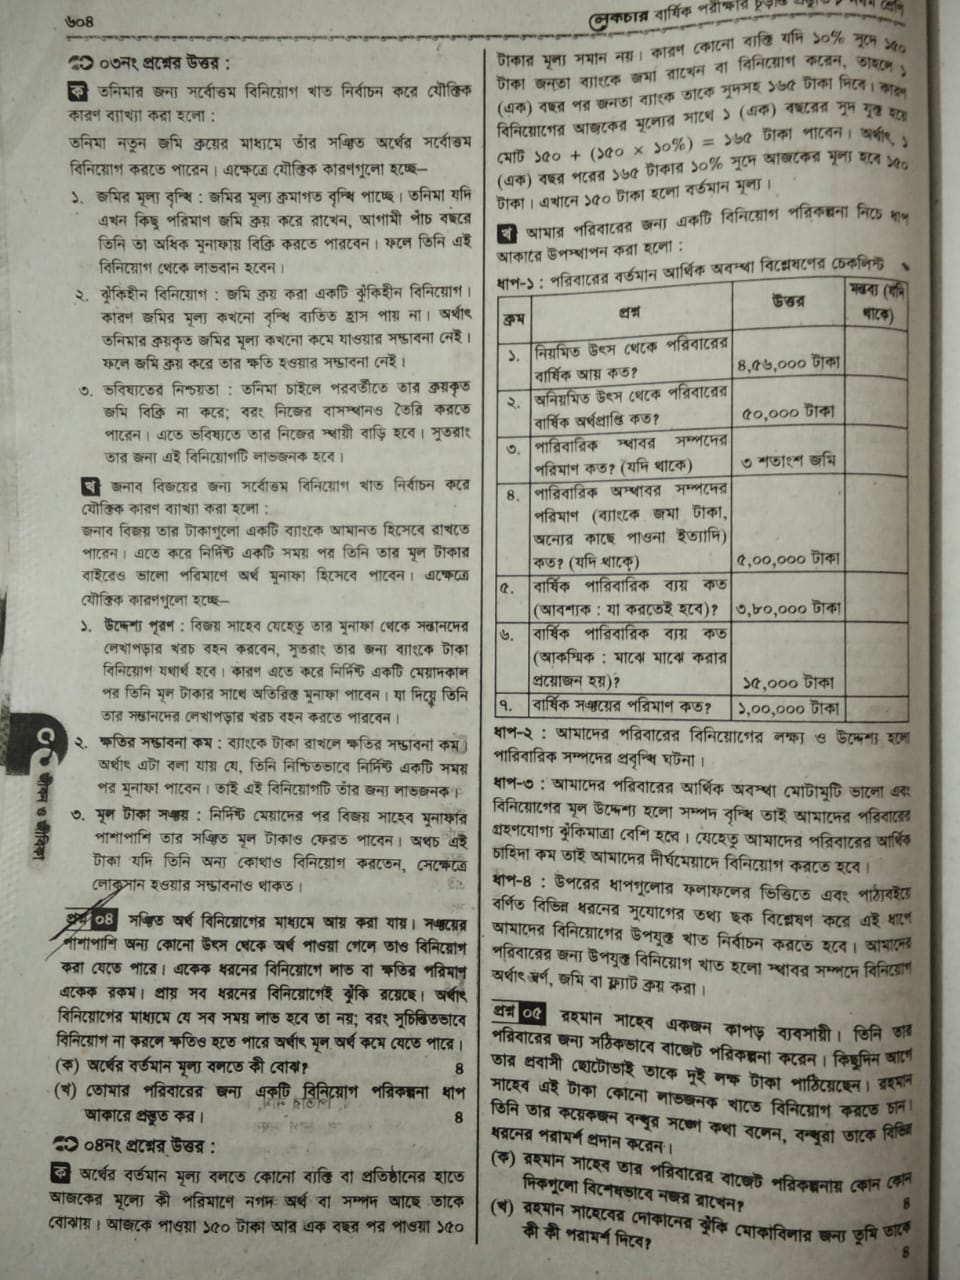 ৬০৪
লেকচার বার্ষিক পরীক্ষার চূড়ান্ত
০৩নং প্রশ্নের উত্তর :
ক তনিমার জন্য সর্বোত্তম বিনিয়োগ খাত নির্বাচন করে যৌক্তিক
কারণ ব্যাখ্যা করা হলো :
তনিমা নতুন জমি ক্রয়ের মাধ্যমে তাঁর সঞ্চিত অর্থের সর্বোত্তম
বিনিয়োগ করতে পারেন। এক্ষেত্রে যৌক্তিক কারণগুলো হচ্ছে—
১. জমির মূল্য বৃদ্ধি : জমির মূল্য ক্রমাগত বৃদ্ধি পাচ্ছে। তনিমা যদি
এখন কিছু পরিমাণ জমি ক্রয় করে রাখেন, আগামী পাঁচ বছরে
তিনি তা অধিক মুনাফায় বিক্রি করতে পারবেন। ফলে তিনি এই
বিনিয়োগ থেকে লাভবান হবেন।
২. ঝুঁকিহীন বিনিয়োগ : জমি ক্রয় করা একটি ঝুঁকিহীন বিনিয়োগ।
কারণ জমির মূল্য কখনো বৃদ্ধি ব্যতিত হ্রাস পায় না। অর্থাৎ
তনিমার ক্রয়কৃত জমির মূল্য কখনো কমে যাওয়ার সম্ভাবনা নেই।
ফলে জমি ক্রয় করে তার ক্ষতি হওয়ার সম্ভাবনা নেই।
৩. ভবিষ্যতের নিশ্চয়তা : তনিমা চাইলে পরবর্তীতে তার ক্রয়কৃত
জমি বিক্রি না করে; বরং নিজের বাসস্থানও তৈরি করতে
পারেন। এতে ভবিষ্যতে তার নিজের স্থায়ী বাড়ি হবে। সুতরাং
তার জন্য এই বিনিয়োগটি লাভজনক হবে।
খ জনাব বিজয়ের জন্য সর্বোত্তম বিনিয়োগ খাত নির্বাচন করে
যৌক্তিক কারণ ব্যাখ্যা করা হলো :
জনাব বিজয় তার টাকাগুলো একটি ব্যাংকে আমানত হিসেবে রাখতে
পারেন। এতে করে নির্দিষ্ট একটি সময় পর তিনি তার মূল টাকার
বাইরেও ভালো পরিমাণে অর্থ মুনাফা হিসেবে পাবেন। এক্ষেত্রে
যৌক্তিক কারণগুলো হচ্ছে—
১. উদ্দেশ্য পূরণ : বিজয় সাহেব যেহেতু তার মুনাফা থেকে সন্তানদের
লেখাপড়ার খরচ বহন করবেন, সুতরাং তার জন্য ব্যাংকে টাকা
বিনিয়োগ যথার্থ হবে। কারণ এতে করে নির্দিষ্ট একটি মেয়াদকাল
পর তিনি মূল টাকার সাথে অতিরিক্ত মুনাফা পাবেন। যা দিয়ে তিনি
তার সন্তানদের লেখাপড়ার খরচ বহন করতে পারবেন।
২. ক্ষতির সম্ভাবনা কম : ব্যাংকে টাকা রাখলে ক্ষতির সম্ভাবনা কম।
অর্থাৎ এটা বলা যায় যে, তিনি নিশ্চিতভাবে নির্দিষ্ট একটি সময়
পর মুনাফা পাবেন। তাই এই বিনিয়োগটি তাঁর জন্য লাভজনক।
৩. মূল টাকা সঞ্চয় : নির্দিষ্ট মেয়াদের পর বিজয় সাহেব মুনাফার
পাশাপাশি তার সঞ্চিত মূল টাকাও ফেরত পাবেন। অথচ এই
টাকা যদি তিনি অন্য কোথাও বিনিয়োগ করতেন, সেক্ষেত্রে
লোকসান হওয়ার সম্ভাবনাও থাকত।
প্রশ্ন ০৪ সঞ্চিত অর্থ বিনিয়োগের মাধ্যমে আয় করা যায়। সঞ্চয়ের
পাশাপাশি অন্য কোনো উৎস থেকে অর্থ পাওয়া গেলে তাও বিনিয়োগ
করা যেতে পারে। একেক ধরনের বিনিয়োগে লাভ বা ক্ষতির পরিমাণ
একেক রকম। প্রায় সব ধরনের বিনিয়োগেই ঝুঁকি রয়েছে। অর্থাৎ
বিনিয়োগের মাধ্যমে যে সব সময় লাভ হবে তা নয়; বরং সুচিন্তিতভাবে
বিনিয়োগ না করলে ক্ষতিও হতে পারে অর্থাৎ মূল অর্থ কমে যেতে পারে।
(ক) অর্থের বর্তমান মূল্য বলতে কী বোঝ? ৪
(খ) তোমার পরিবারের জন্য একটি বিনিয়োগ পরিকল্পনা ধাপ
আকারে প্রস্তুত কর। ৪
০৪নং প্রশ্নের উত্তর :
ক অর্থের বর্তমান মূল্য বলতে কোনো ব্যক্তি বা প্রতিষ্ঠানের হাতে
আজকের মূল্যে কী পরিমাণে নগদ অর্থ বা সম্পদ আছে তাকে
বোঝায়। আজকে পাওয়া ১৫০ টাকা আর এক বছর পর পাওয়া ১৫০
জীবন ও জীবিকা
টাকার মূল্য সমান নয়। কারণ কোনো ব্যক্তি যদি ১০% সুদে ১৫০
টাকা জনতা ব্যাংকে জমা রাখেন বা বিনিয়োগ করেন, তাহলে ১
(এক) বছর পর জনতা ব্যাংক তাকে সুদসহ ১৬৫ টাকা দিবে। কারণ
বিনিয়োগের আজকের মূল্যের সাথে ১ (এক) বছরের সুদ যুক্ত হয়ে
মোট ১৫০ + (১৫০ × ১০%) = ১৬৫ টাকা পাবেন। অর্থাৎ, ১
(এক) বছর পরের ১৬৫ টাকার ১০% সুদে আজকের মূল্য হবে ১৫০
টাকা। এখানে ১৫০ টাকা হলো বর্তমান মূল্য।
খ আমার পরিবারের জন্য একটি বিনিয়োগ পরিকল্পনা নিচে ধাপ
আকারে উপস্থাপন করা হলো :
ধাপ-১ : পরিবারের বর্তমান আর্থিক অবস্থা বিশ্লেষণের চেকলিস্ট
ক্রম প্রশ্ন উত্তর মন্তব্য (যদি থাকে)
১. নিয়মিত উৎস থেকে পরিবারের
বার্ষিক আয় কত? ৪,৫৬,০০০ টাকা
২. অনিয়মিত উৎস থেকে পরিবারের
বার্ষিক অর্থপ্রাপ্তি কত? ৫০,০০০ টাকা
৩. পারিবারিক স্থাবর সম্পদের
পরিমাণ কত? (যদি থাকে) ৩ শতাংশ জমি
৪. পারিবারিক অস্থাবর সম্পদের
পরিমাণ (ব্যাংকে জমা টাকা,
অন্যের কাছে পাওনা ইত্যাদি)
কত? (যদি থাকে) ৫,০০,০০০ টাকা
৫. বার্ষিক পারিবারিক ব্যয় কত
(আবশ্যক : যা করতেই হবে)? ৩,৮০,০০০ টাকা
৬. বার্ষিক পারিবারিক ব্যয় কত
(আকস্মিক : মাঝে মাঝে করার
প্রয়োজন হয়)? ১৫,০০০ টাকা
৭. বার্ষিক সঞ্চয়ের পরিমাণ কত? ১,০০,০০০ টাকা
ধাপ-২ : আমাদের পরিবারের বিনিয়োগের লক্ষ্য ও উদ্দেশ্য হলো
পারিবারিক সম্পদের প্রবৃদ্ধি ঘটনা।
ধাপ-৩ : আমাদের পরিবারের আর্থিক অবস্থা মোটামুটি ভালো এবং
বিনিয়োগের মূল উদ্দেশ্য হলো সম্পদ বৃদ্ধি তাই আমাদের পরিবারের
গ্রহণযোগ্য ঝুঁকিমাত্রা বেশি হবে। যেহেতু আমাদের পরিবারের আর্থিক
চাহিদা কম তাই আমাদের দীর্ঘমেয়াদে বিনিয়োগ করতে হবে।
ধাপ-৪ : উপরের ধাপগুলোর ফলাফলের ভিত্তিতে এবং পাঠ্যবইয়ে
বর্ণিত বিভিন্ন ধরনের সুযোগের তথ্য ছক বিশ্লেষণ করে এই ধাপে
আমাদের বিনিয়োগের উপযুক্ত খাত নির্বাচন করতে হবে। আমাদের
পরিবারের জন্য উপযুক্ত বিনিয়োগ খাত হলো স্থাবর সম্পদে বিনিয়োগ
অর্থাৎ স্বর্ণ, জমি বা ফ্ল্যাট ক্রয় করা।
প্রশ্ন ০৫ রহমান সাহেব একজন কাপড় ব্যবসায়ী। তিনি তার
পরিবারের জন্য সঠিকভাবে বাজেট পরিকল্পনা করেন। কিছুদিন আগে
তার প্রবাসী ছোটোভাই তাকে দুই লক্ষ টাকা পাঠিয়েছেন। রহমান
সাহেব এই টাকা কোনো লাভজনক খাতে বিনিয়োগ করতে চান।
তিনি তার কয়েকজন বন্ধুর সঙ্গে কথা বলেন, বন্ধুরা তাকে বিভিন্ন
ধরনের পরামর্শ প্রদান করেন।
(ক) রহমান সাহেব তার পরিবারের বাজেট পরিকল্পনায় কোন কোন
দিকগুলো বিশেষভাবে নজর রাখেন? ৪
(খ) রহমান সাহেবের দোকানের ঝুঁকি মোকাবিলার জন্য তুমি তাকে
কী কী পরামর্শ দিবে? ৪